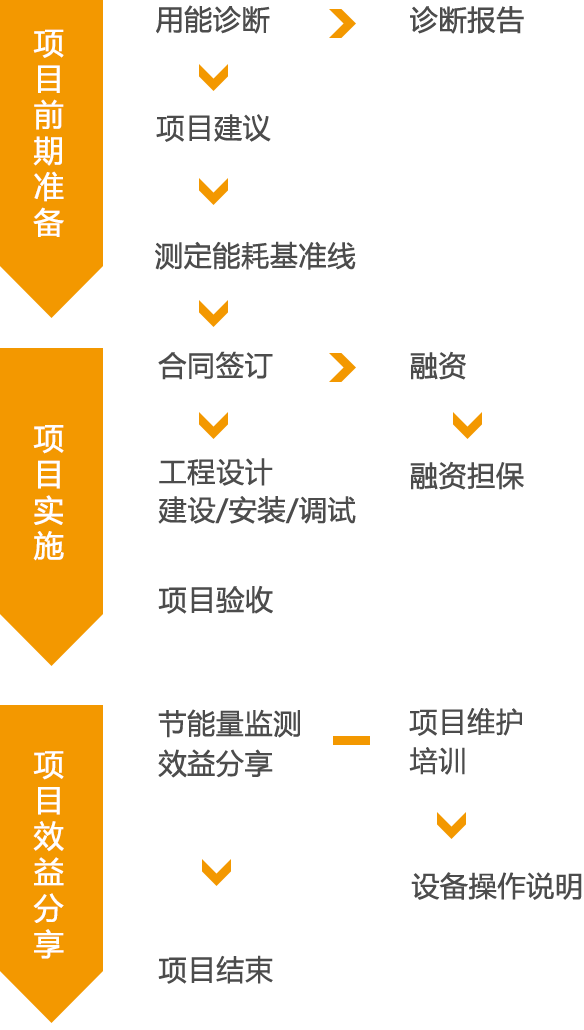 项目前期准备
用能诊断
诊断报告
项目建议
测定能耗基准线
项目实施
合同签订
融资
工程设计
建设/安装/调试
融资担保
项目验收
项目效益分享
节能量监测
效益分享
项目维护
培训
设备操作说明
项目结束